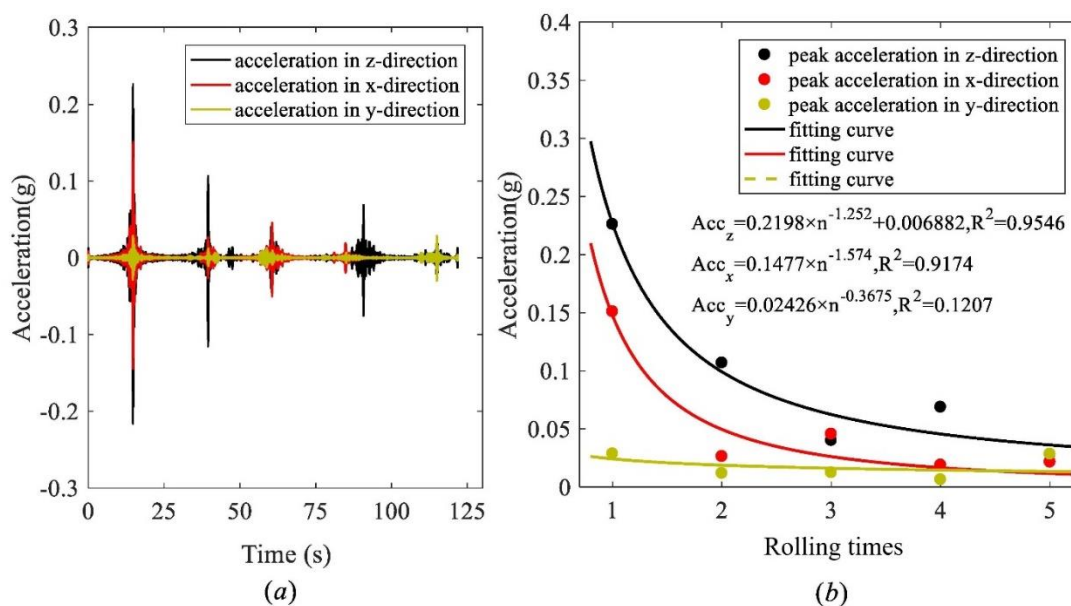 0.3
0.2
0.1
0
-0.1
-0.2
-0.3
Acceleration(g)
acceleration in z-direction
acceleration in x-direction
acceleration in y-direction
0
25
50
75
100
125
Time (s)
(a)
0.4
0.35
0.3
0.25
0.2
0.15
0.1
0.05
0
Acceleration(g)
peak acceleration in z-direction
peak acceleration in x-direction
peak acceleration in y-direction
fitting curve
fitting curve
fitting curve
Acc_z=0.2198×n^-1.252+0.006882,R^2=0.9546
Acc_x=0.1477×n^-1.574,R^2=0.9174
Acc_y=0.02426×n^-0.3675,R^2=0.1207
1
2
3
4
5
Rolling times
(b)